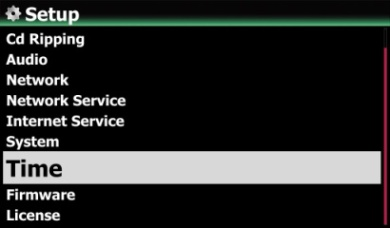 Setup
Cd Ripping
Audio
Network
Network Service
Internet Service
System
Time
Firmware
License